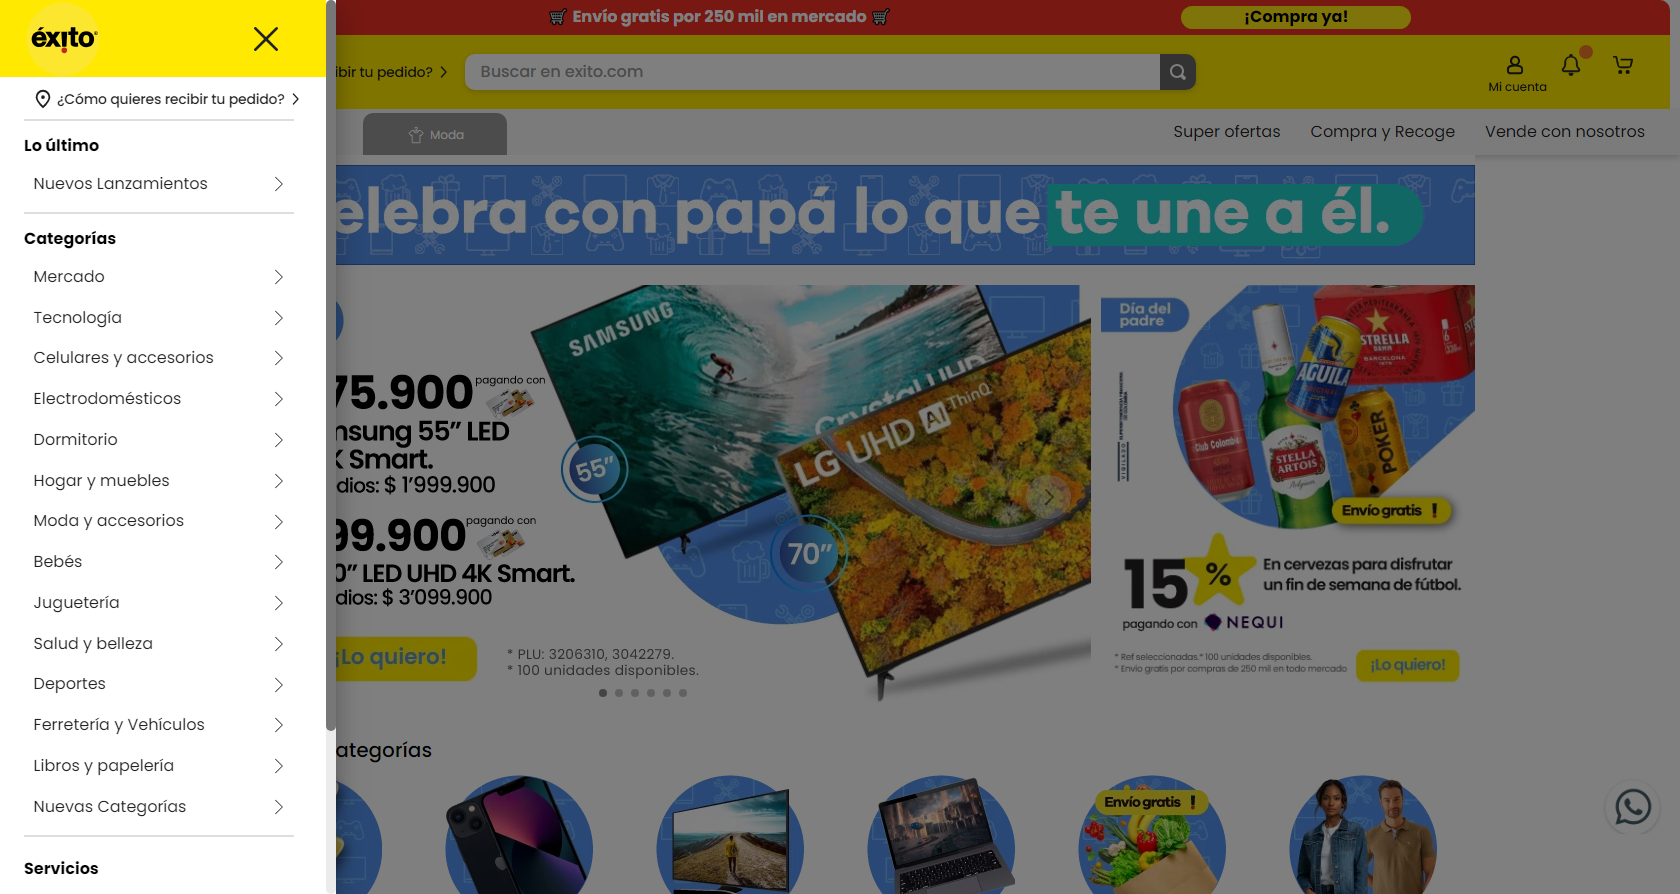 éxito
¿Cómo quieres recibir tu pedido?
Lo último
Nuevos Lanzamientos
Categorías
Mercado
Tecnología
Celulares y accesorios
Electrodomésticos
Dormitorio
Hogar y muebles
Moda y accesorios
Bebés
Juguetería
Salud y belleza
Deportes
Ferretería y Vehículos
Libros y papelería
Nuevas Categorías
Servicios
Envío gratis por 250 mil en mercado
¡Compra ya!
ibir tu pedido?
Buscar en exito.com
Mi cuenta
Moda
Super ofertas
Compra y Recoge
Vende con nosotros
elebra con papá lo que te une a él.
75.900 pagando con
nsung 55” LED
K Smart.
dios: $ 1’999.900
99.900 pagando con
0” LED UHD 4K Smart.
dios: $ 3’099.900
¡Lo quiero!
* PLU: 3206310, 3042279.
* 100 unidades disponibles.
SAMSUNG
Crystal UHD
55”
LG UHD AI ThinQ
70”
Día del
padre
VIGILADO SUPERINTENDENCIA FINANCIERA DE COLOMBIA
ESTRELLA
DAMM
BARCELONA
AGUILA
Club Colombia
STELLA
ARTOIS
POKER
Envío gratis !
15%
En cervezas para disfrutar
un fin de semana de fútbol.
pagando con NEQUI
* Ref seleccionadas.* 100 unidades disponibles.
* Envío gratis por compras de 250 mil en todo mercado
¡Lo quiero!
ategorías
Envío gratis !